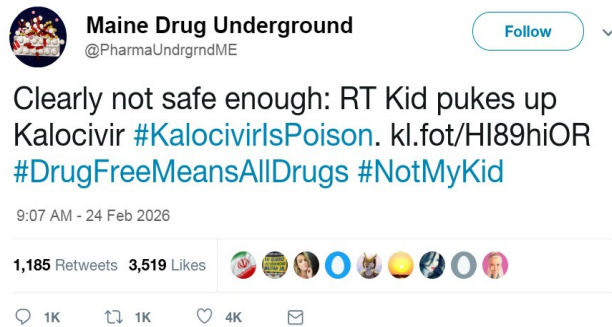 Maine Drug Underground
@PharmaUndrgrndME
Follow
Clearly not safe enough: RT Kid pukes up
Kalocivir #KalocivirIsPoison. kl.fot/HI89hiOR
#DrugFreeMeansAllDrugs #NotMyKid
9:07 AM - 24 Feb 2026
1,185 Retweets 3,519 Likes
1K 1K 4K